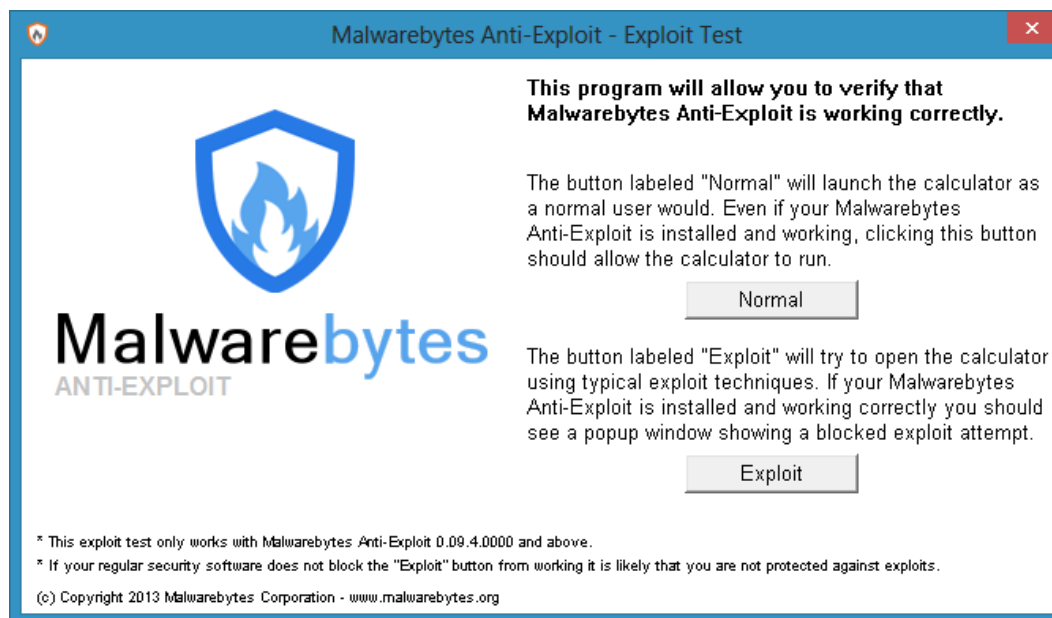 Malwarebytes Anti-Exploit - Exploit Test
This program will allow you to verify that
Malwarebytes Anti-Exploit is working correctly.
The button labeled "Normal" will launch the calculator as
a normal user would. Even if your Malwarebytes
Anti-Exploit is installed and working, clicking this button
should allow the calculator to run.
Normal
Malwarebytes
ANTI-EXPLOIT
The button labeled "Exploit" will try to open the calculator
using typical exploit techniques. If your Malwarebytes
Anti-Exploit is installed and working correctly you should
see a popup window showing a blocked exploit attempt.
Exploit
* This exploit test only works with Malwarebytes Anti-Exploit 0.09.4.0000 and above.
* If your regular security software does not block the "Exploit" button from working it is likely that you are not protected against exploits.
(c) Copyright 2013 Malwarebytes Corporation - www.malwarebytes.org